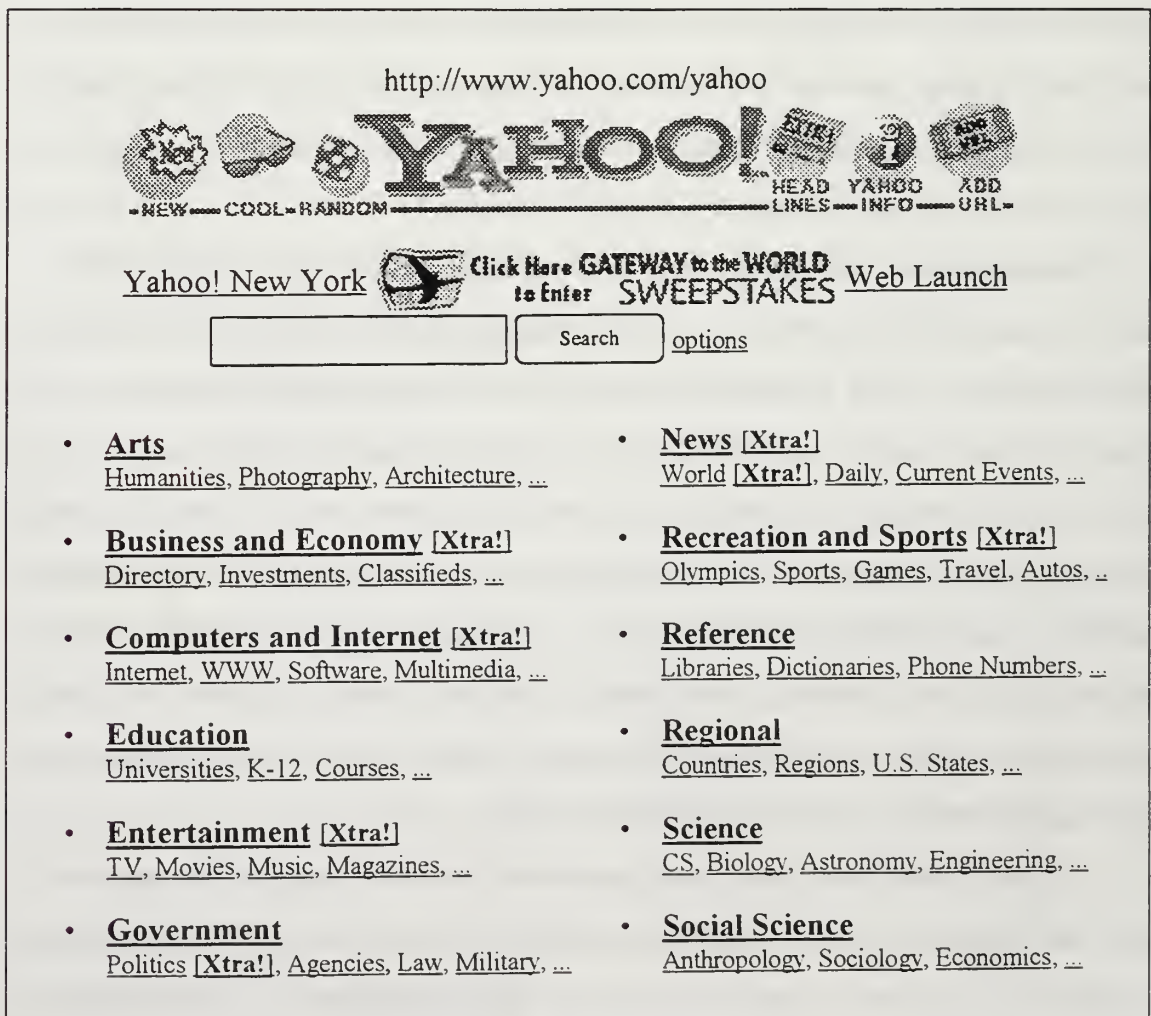 http://www.yahoo.com/yahoo
New
YAHOO!
ADD URL
NEW COOL RANDOM HEAD LINES YAHOO INFO ADD URL
Yahoo! New York Click Here to Enter GATEWAY to the WORLD SWEEPSTAKES Web Launch
Search options
• Arts
Humanities, Photography, Architecture, ...
• Business and Economy [Xtra!]
Directory, Investments, Classifieds, ...
• Computers and Internet [Xtra!]
Internet, WWW, Software, Multimedia, ...
• Education
Universities, K-12, Courses, ...
• Entertainment [Xtra!]
TV, Movies, Music, Magazines, ...
• Government
Politics [Xtra!], Agencies, Law, Military, ...
• News [Xtra!]
World [Xtra!], Daily, Current Events, ...
• Recreation and Sports [Xtra!]
Olympics, Sports, Games, Travel, Autos, ..
• Reference
Libraries, Dictionaries, Phone Numbers, ...
• Regional
Countries, Regions, U.S. States, ...
• Science
CS, Biology, Astronomy, Engineering, ...
• Social Science
Anthropology, Sociology, Economics, ...